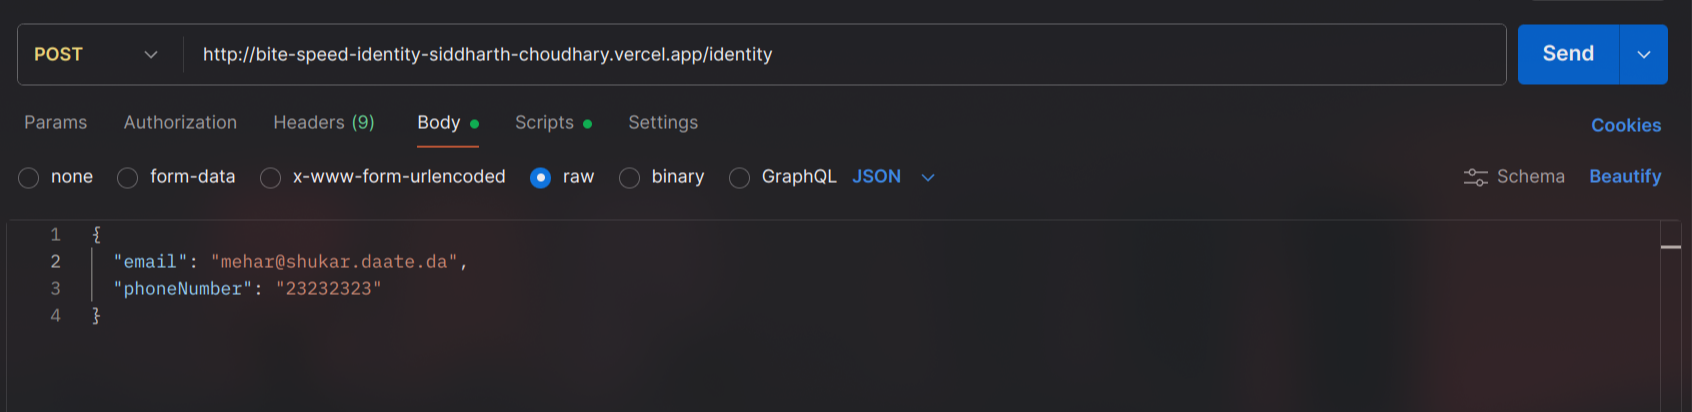 POST http://bite-speed-identity-siddharth-choudhary.vercel.app/identity Send
Params Authorization Headers (9) Body Scripts Settings Cookies
none form-data x-www-form-urlencoded raw binary GraphQL JSON Schema Beautify
1 {
2 "email": "mehar@shukar.daate.da",
3 "phoneNumber": "23232323"
4 }